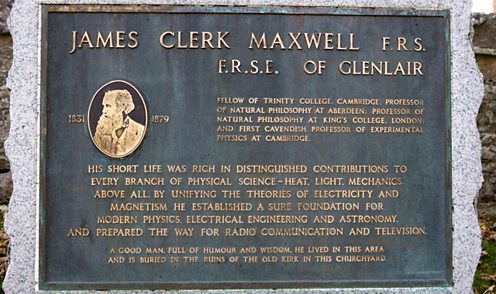 JAMES CLERK MAXWELL F.R.S.
F.R.S.E. OF GLENLAIR
1831 1879
FELLOW OF TRINITY COLLEGE, CAMBRIDGE; PROFESSOR
OF NATURAL PHILOSOPHY AT ABERDEEN; PROFESSOR OF
NATURAL PHILOSOPHY AT KING'S COLLEGE, LONDON;
AND FIRST CAVENDISH PROFESSOR OF EXPERIMENTAL
PHYSICS AT CAMBRIDGE.
HIS SHORT LIFE WAS RICH IN DISTINGUISHED CONTRIBUTIONS TO
EVERY BRANCH OF PHYSICAL SCIENCE – HEAT, LIGHT, MECHANICS.
ABOVE ALL, BY UNIFYING THE THEORIES OF ELECTRICITY AND
MAGNETISM HE ESTABLISHED A SURE FOUNDATION FOR
MODERN PHYSICS, ELECTRICAL ENGINEERING AND ASTRONOMY,
AND PREPARED THE WAY FOR RADIO COMMUNICATION AND TELEVISION.
A GOOD MAN, FULL OF HUMOUR AND WISDOM, HE LIVED IN THIS AREA
AND IS BURIED IN THE RUINS OF THE OLD KIRK IN THIS CHURCHYARD.